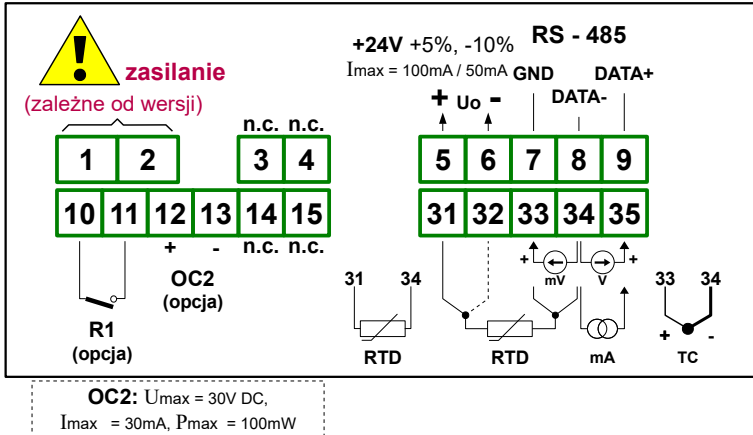 !
zasilanie
(zależne od wersji)
+24V +5%, -10%
RS - 485
Imax = 100mA / 50mA
GND
DATA+
+ Uo -
DATA-
n.c. n.c.
1 2 3 4 5 6 7 8 9
10 11 12 13 14 15 31 32 33 34 35
+ - n.c. n.c.
OC2
(opcja)
R1
(opcja)
31 34
RTD
RTD
+ mV
V +
mA
33 34
+ -
TC
OC2: Umax = 30V DC,
Imax = 30mA, Pmax = 100mW